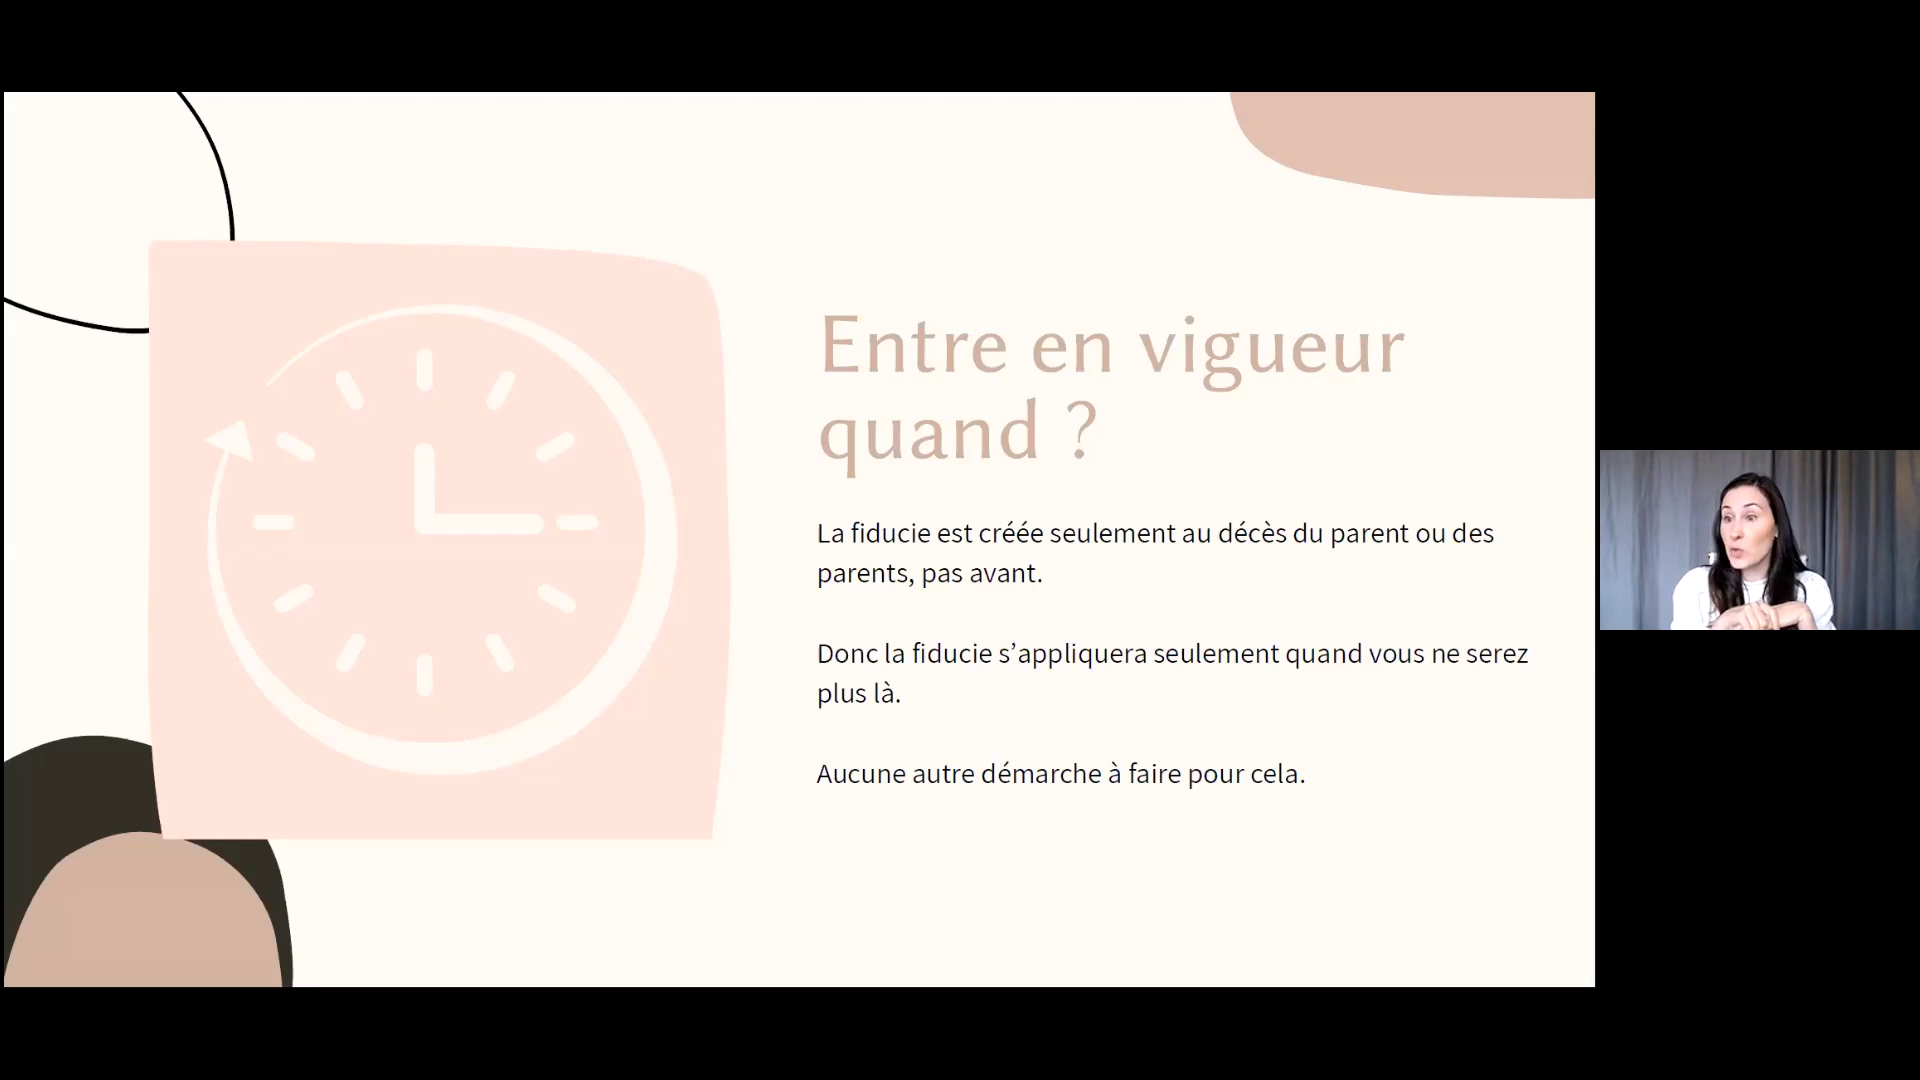 Entre en vigueur
quand ?
La fiducie est créée seulement au décès du parent ou des
parents, pas avant.
Donc la fiducie s’appliquera seulement quand vous ne serez
plus là.
Aucune autre démarche à faire pour cela.